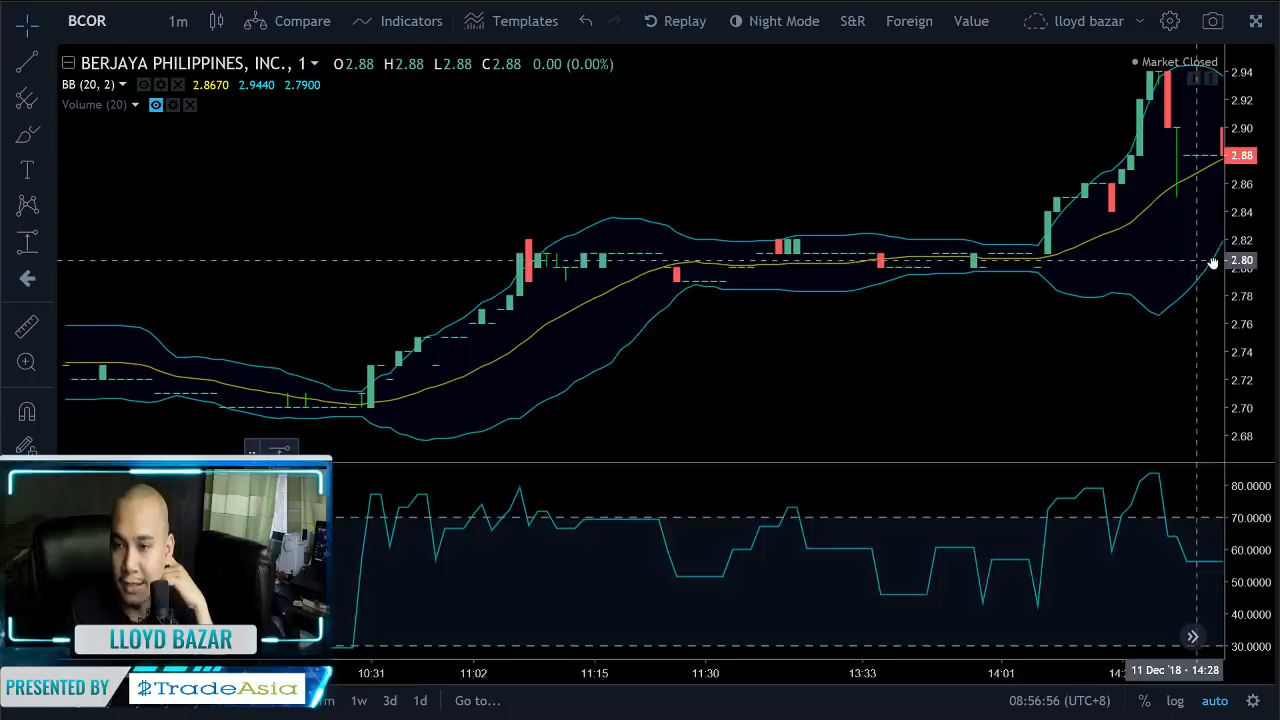 BCOR 1m Compare Indicators Templates Replay Night Mode S&R Foreign Value lloyd bazar
BERJAYA PHILIPPINES, INC., 1 O2.88 H2.88 L2.88 C2.88 0.00 (0.00%)
Market Closed
BB (20, 2) 2.8670 2.9440 2.7900
Volume (20)
2.94
2.92
2.90
2.88
2.86
2.84
2.82
2.80
2.78
2.76
2.74
2.72
2.70
2.68
80.0000
70.0000
60.0000
50.0000
40.0000
30.0000
LLOYD BAZAR
10:31 11:02 11:15 11:30 13:33 14:01 11 Dec '18 · 14:28
PRESENTED BY TradeAsia
1w 3d 1d Go to... 08:56:56 (UTC+8) % log auto